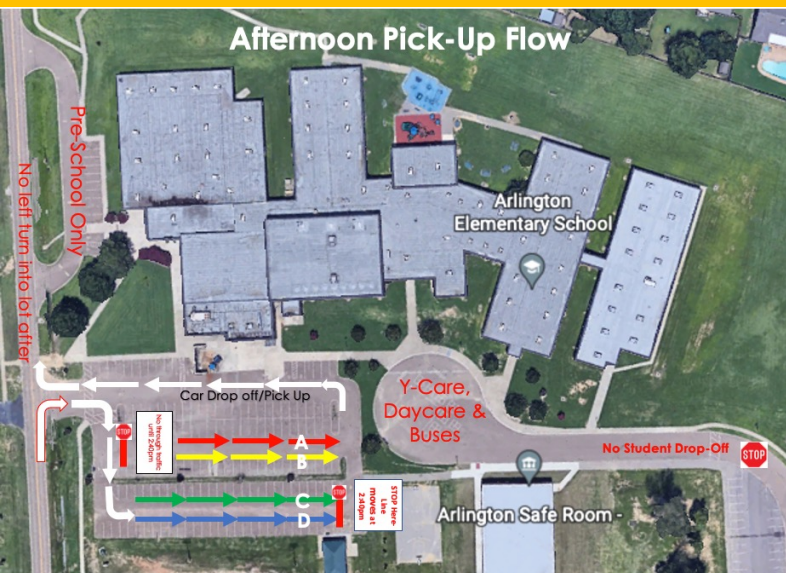 Afternoon Pick-Up Flow
Pre-School Only
No left turn into lot after
Arlington
Elementary School
Car Drop off/Pick Up
Y-Care,
Daycare &
Buses
No Student Drop-Off
STOP
STOP
No through traffic
until 2:40pm
A
B
C
D
STOP
STOP Here-
Line
moves at
2:40pm
Arlington Safe Room -